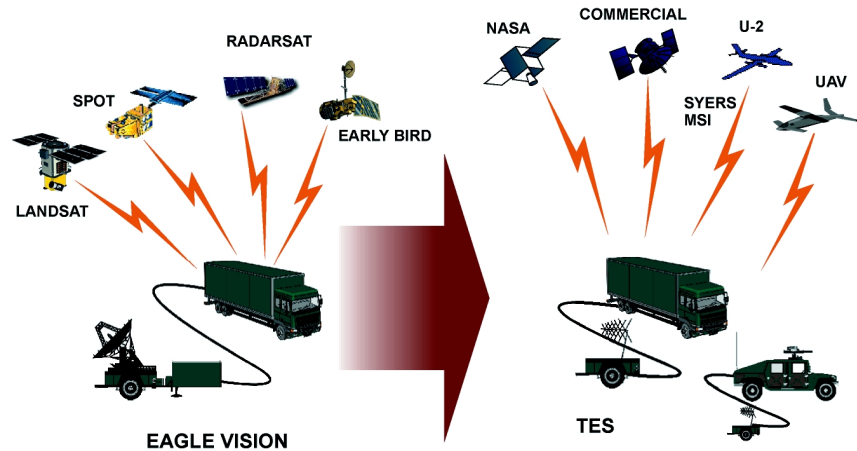 RADARSAT
SPOT
EARLY BIRD
LANDSAT
EAGLE VISION
NASA
COMMERCIAL
U-2
SYERS
MSI
UAV
TES